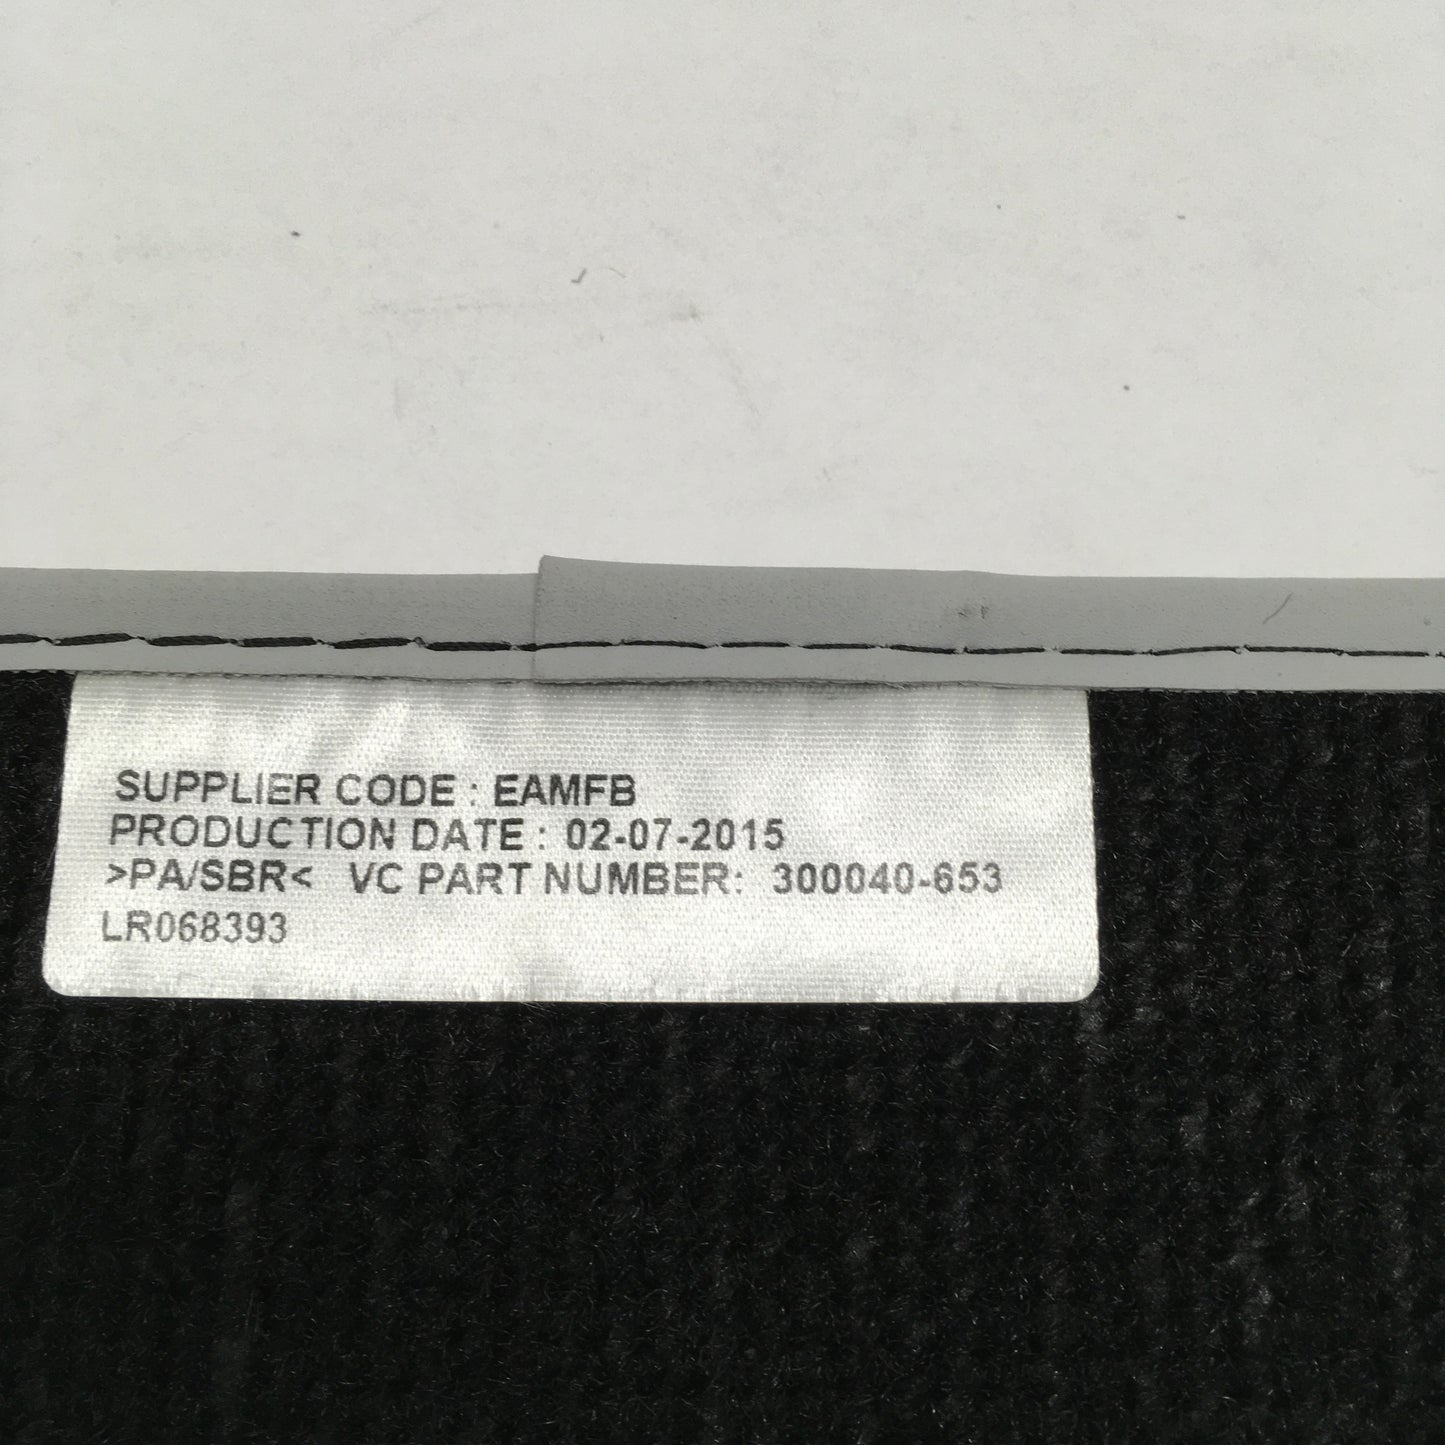 SUPPLIER CODE : EAMFB
PRODUCTION DATE : 02-07-2015
>PA/SBR< VC PART NUMBER: 300040-653
LR068393